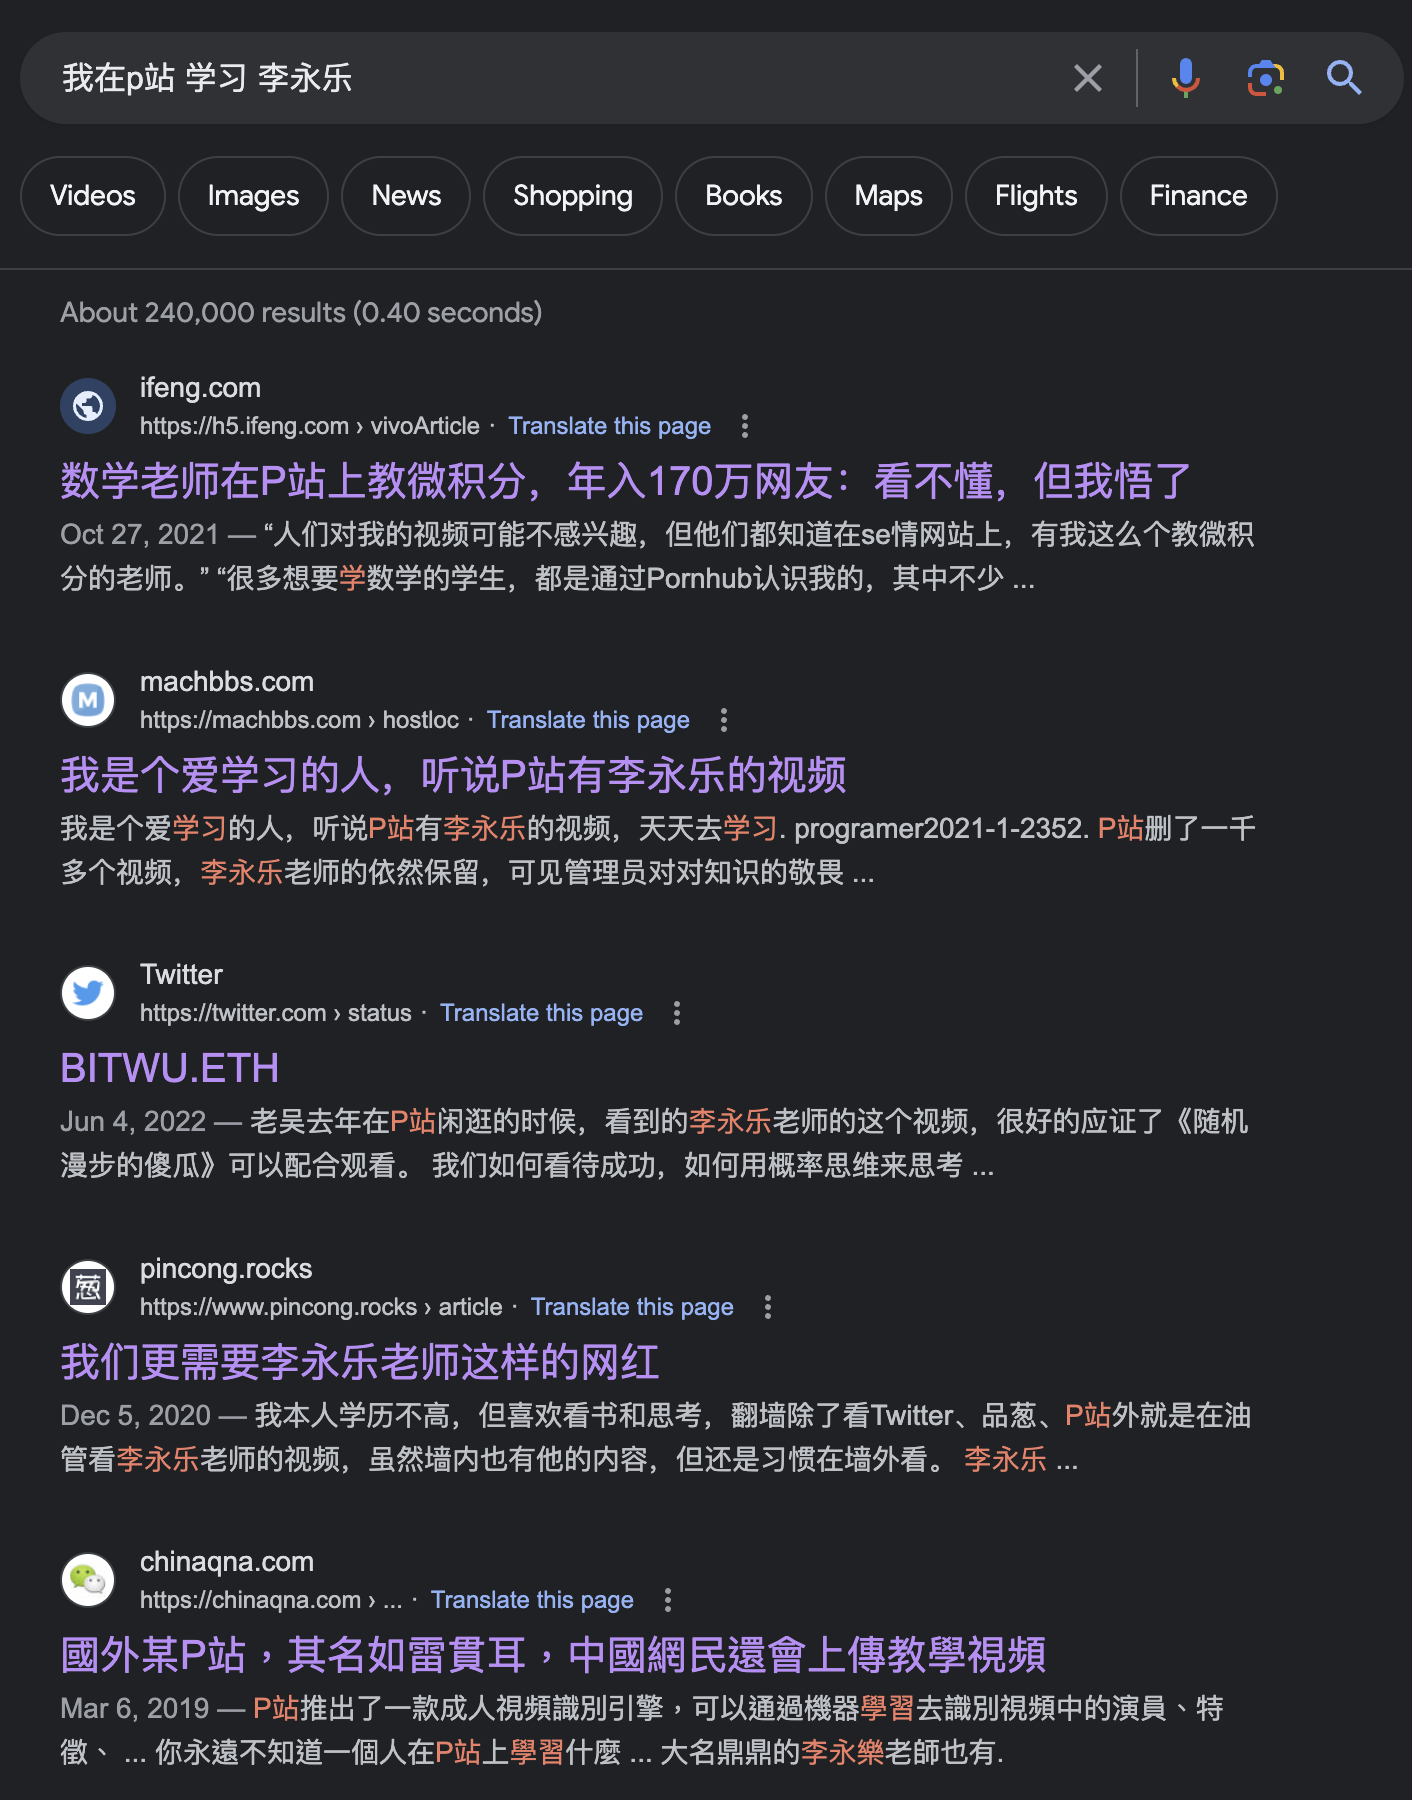 我在p站 学习 李永乐
Videos Images News Shopping Books Maps Flights Finance
About 240,000 results (0.40 seconds)
ifeng.com
https://h5.ifeng.com › vivoArticle · Translate this page
数学老师在P站上教微积分，年入170万网友：看不懂，但我悟了
Oct 27, 2021 — “人们对我的视频可能不感兴趣，但他们都知道在se情网站上，有我这么个教微积
分的老师。” “很多想要学数学的学生，都是通过Pornhub认识我的，其中不少 ...
M
machbbs.com
https://machbbs.com › hostloc · Translate this page
我是个爱学习的人，听说P站有李永乐的视频
我是个爱学习的人，听说P站有李永乐的视频，天天去学习. programer2021-1-2352. P站删了一千
多个视频，李永乐老师的依然保留，可见管理员对对知识的敬畏 ...
Twitter
https://twitter.com › status · Translate this page
BITWU.ETH
Jun 4, 2022 — 老吴去年在P站闲逛的时候，看到的李永乐老师的这个视频，很好的应证了《随机
漫步的傻瓜》可以配合观看。 我们如何看待成功，如何用概率思维来思考 ...
葱
pincong.rocks
https://www.pincong.rocks › article · Translate this page
我们更需要李永乐老师这样的网红
Dec 5, 2020 — 我本人学历不高，但喜欢看书和思考，翻墙除了看Twitter、品葱、P站外就是在油
管看李永乐老师的视频，虽然墙内也有他的内容，但还是习惯在墙外看。 李永乐 ...
chinaqna.com
https://chinaqna.com › ... · Translate this page
國外某P站，其名如雷貫耳，中國網民還會上傳教學視頻
Mar 6, 2019 — P站推出了一款成人視頻識別引擎，可以通過機器學習去識別視頻中的演員、特
徵、 ... 你永遠不知道一個人在P站上學習什麼 ... 大名鼎鼎的李永樂老師也有.